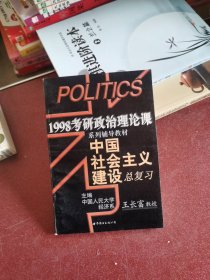 POLITICS
1998考研政治理论课
系列辅导教材
中国
社会主义
建设总复习
主编
中国人民大学
经济系
王长富教授